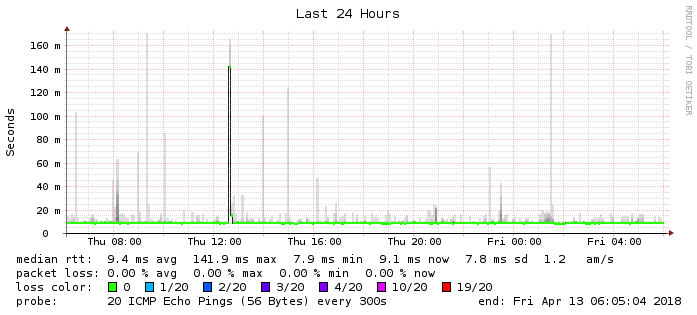 Last 24 Hours
RRDTOOL / TOBI OETIKER
Seconds
160 m
140 m
120 m
100 m
80 m
60 m
40 m
20 m
0
Thu 08:00 Thu 12:00 Thu 16:00 Thu 20:00 Fri 00:00 Fri 04:00
median rtt: 9.4 ms avg 141.9 ms max 7.9 ms min 9.1 ms now 7.8 ms sd 1.2 am/s
packet loss: 0.00 % avg 0.00 % max 0.00 % min 0.00 % now
loss color: 0 1/20 2/20 3/20 4/20 10/20 19/20
probe: 20 ICMP Echo Pings (56 Bytes) every 300s end: Fri Apr 13 06:05:04 2018